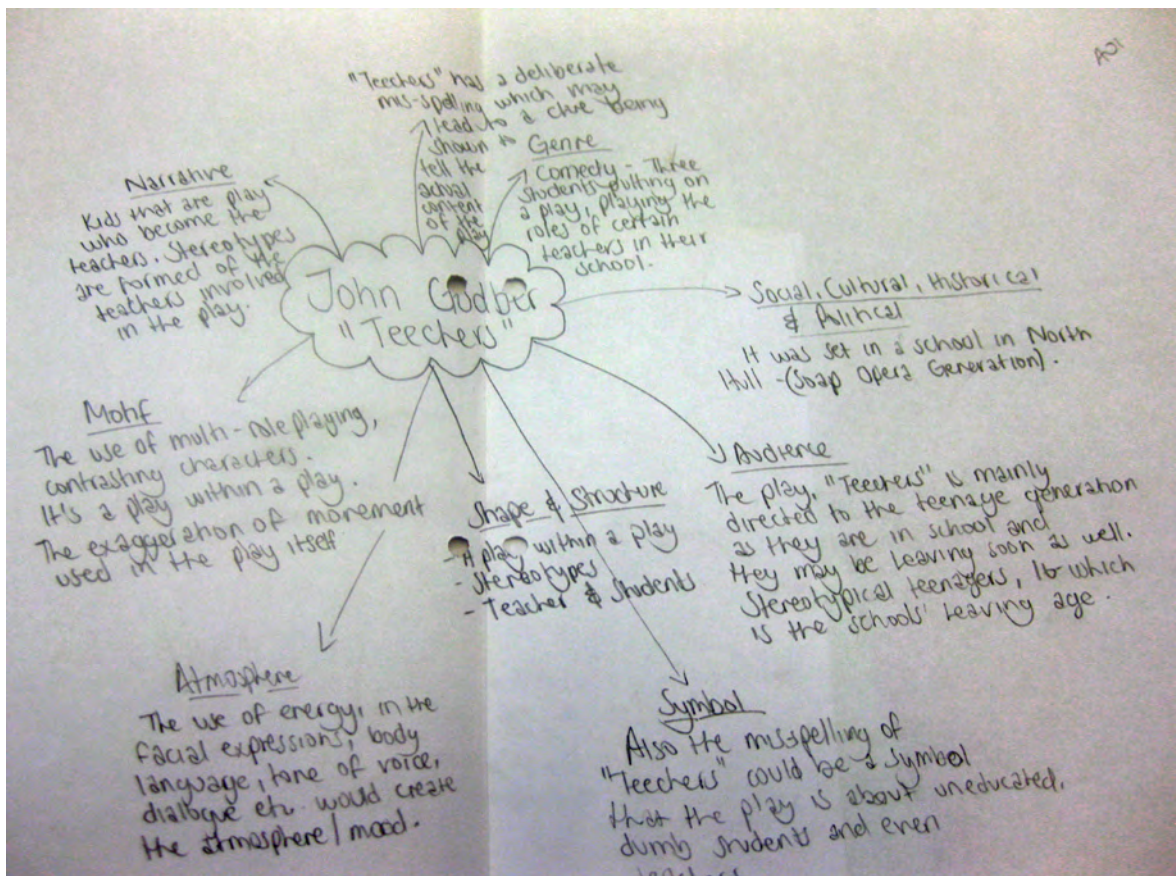 AO1
"Teechers" has a deliberate
mis-spelling which may
lead to a clue being
shown to
tell the
actual
content
of the
play
Genre
Comedy - Three
students putting on
a play, playing the
roles of certain
teachers in their
school.
Narrative
Kids that are play
who become the
teachers. Stereotypes
are formed of the
teachers involved
in the play.
John Godber
"Teechers"
Social, Cultural, Historical
& Political
It was set in a school in North
Hull - (Soap Opera Generation).
Motif
The use of multi-roleplaying,
contrasting characters.
It's a play within a play.
The exaggeration of movement
used in the play itself
Shape & Structure
- A play within a play
- Stereotypes
- Teacher & Students
Audience
The play, "Teechers" is mainly
directed to the teenage generation
as they are in school and
they may be leaving soon as well.
Stereotypical teenagers, 16 which
is the schools' leaving age.
Atmosphere
The use of energy, in the
facial expressions, body
language, tone of voice,
dialogue etc. would create
the atmosphere/mood.
Symbol
Also the misspelling of
"Teechers" could be a symbol
that the play is about uneducated,
dumb students and even